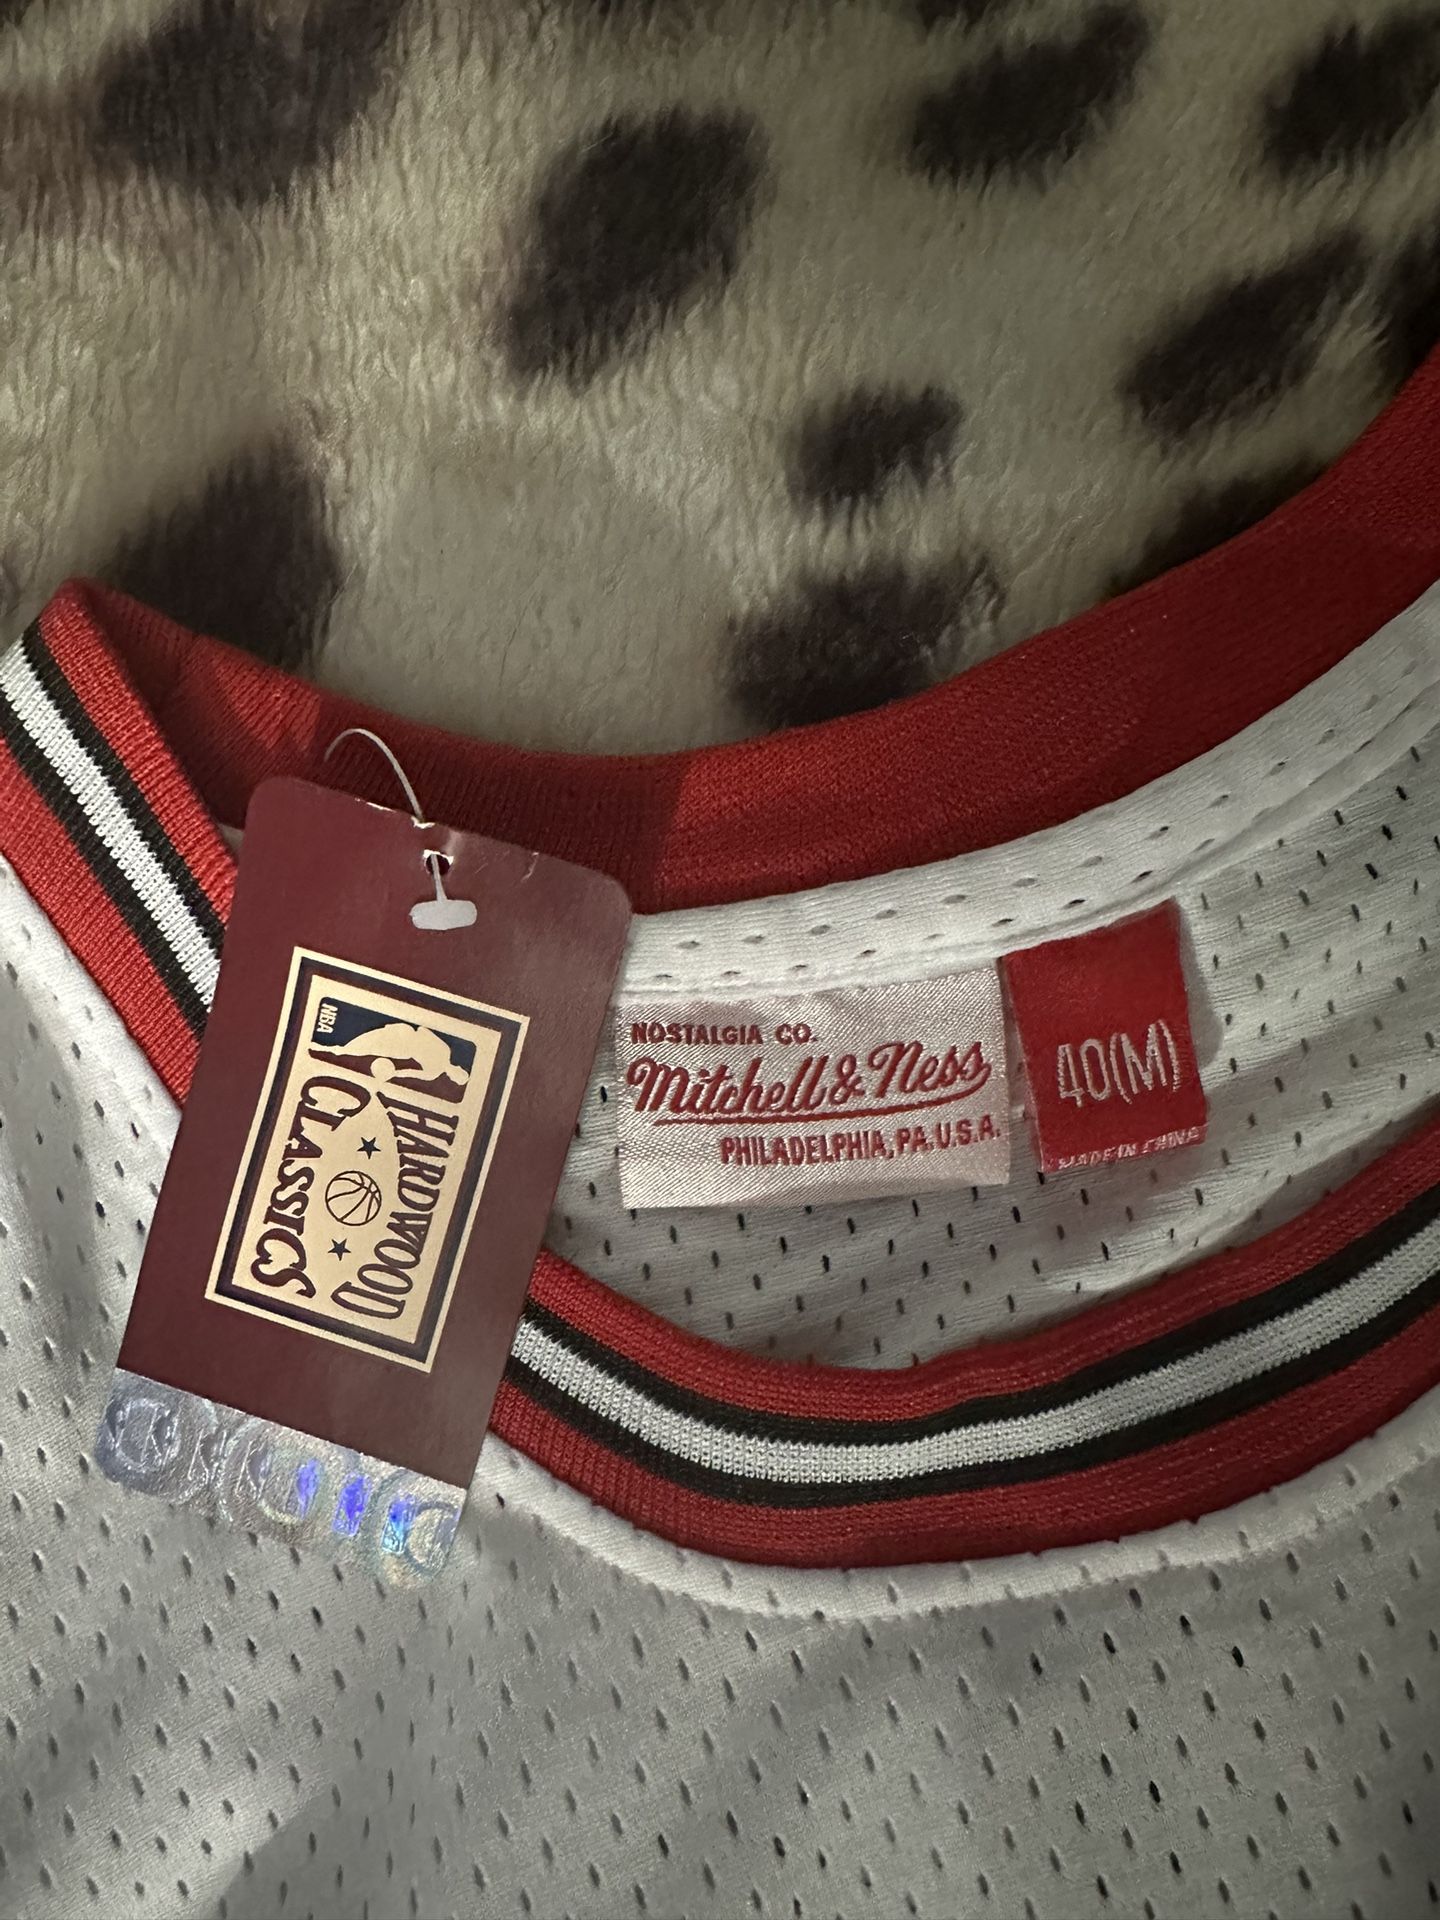 NBA
HARDWOOD
CLASSICS
NOSTALGIA CO.
Mitchell & Ness
PHILADELPHIA, PA. U.S.A.
40(M)
MADE IN CHINA